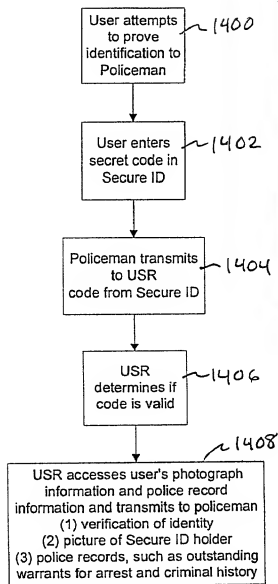 User attempts
to prove
identification to
Policeman
1400
User enters
secret code in
Secure ID
1402
Policeman transmits
to USR
code from Secure ID
1404
USR
determines if
code is valid
1406
1408
USR accesses user's photograph
information and police record
information and transmits to policeman
(1) verification of identity
(2) picture of Secure ID holder
(3) police records, such as outstanding
warrants for arrest and criminal history